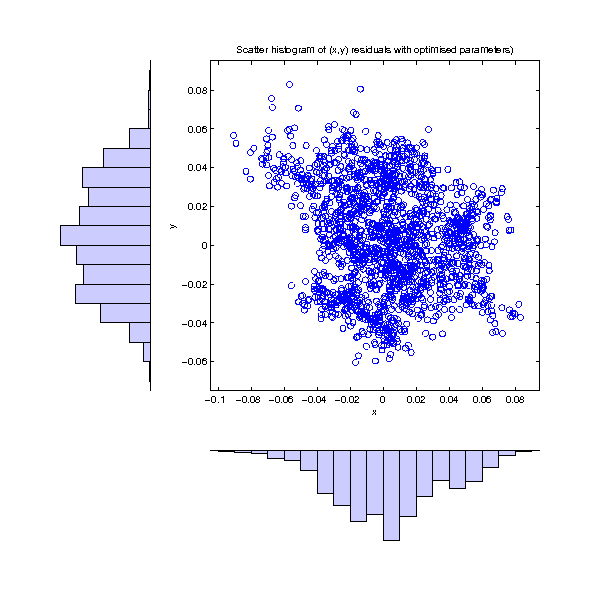 Scatter histogram of (x,y) residuals with optimised parameters)
0.08
0.06
0.04
0.02
0
−0.02
−0.04
−0.06
y
−0.1 −0.08 −0.06 −0.04 −0.02 0 0.02 0.04 0.06 0.08
x